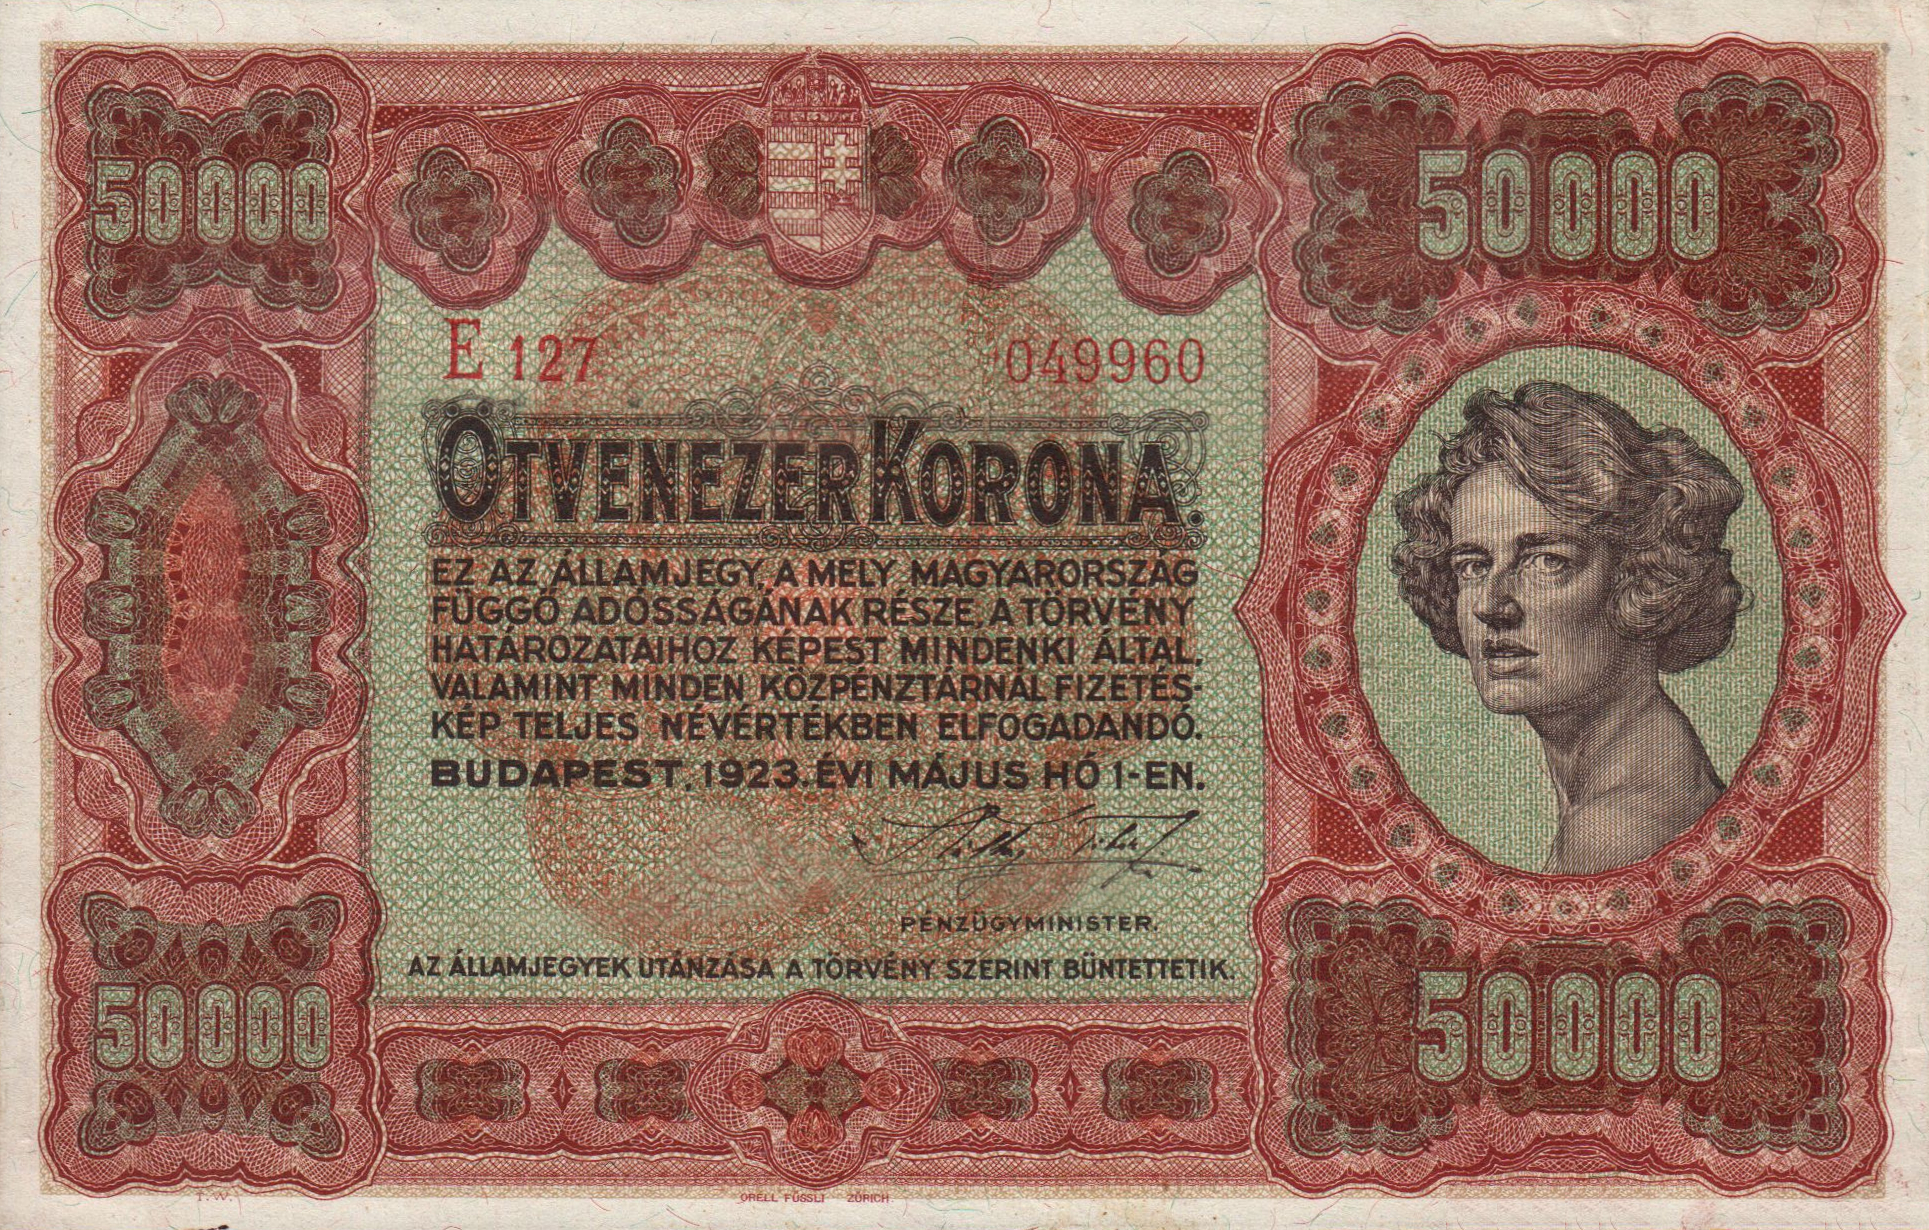 50000
50000
E 127
049960
ÖTVENEZER KORONA.
EZ AZ ÁLLAMJEGY, A MELY MAGYARORSZÁG
FÜGGŐ ADÓSSÁGÁNAK RÉSZE, A TÖRVÉNY
HATÁROZATAIHOZ KÉPEST MINDENKI ÁLTAL,
VALAMINT MINDEN KÖZPÉNZTÁRNÁL FIZETÉS-
KÉP TELJES NÉVÉRTÉKBEN ELFOGADANDÓ.
BUDAPEST, 1923. ÉVI MÁJUS HÓ 1-EN.
PÉNZÜGYMINISTER.
AZ ÁLLAMJEGYEK UTÁNZÁSA A TÖRVÉNY SZERINT BÜNTETTETIK.
50000
50000
T. W.
ORELL FÜSSLI ZÜRICH